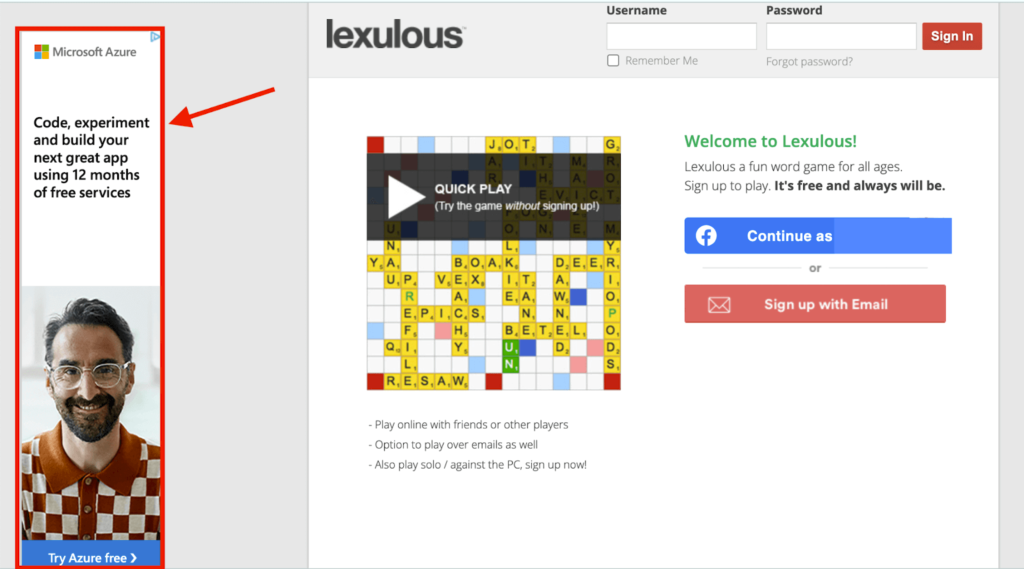 Microsoft Azure
Code, experiment
and build your
next great app
using 12 months
of free services
Try Azure free ❯
lexulous
Username
Password
Sign In
Remember Me
Forgot password?
QUICK PLAY
(Try the game without signing up!)
Y A U B O A K D E E R
V E X
E P I C S
B E T E L
R E S A W
- Play online with friends or other players
- Option to play over emails as well
- Also play solo / against the PC, sign up now!
Welcome to Lexulous!
Lexulous a fun word game for all ages.
Sign up to play. It's free and always will be.
Continue as
or
Sign up with Email